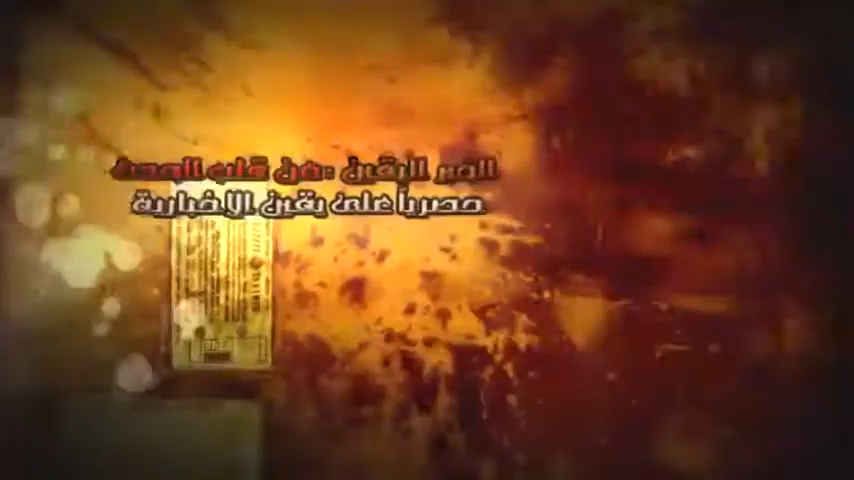 الخبر اليقين : من قلب الحدث
حصرياً على يقين الإخبارية